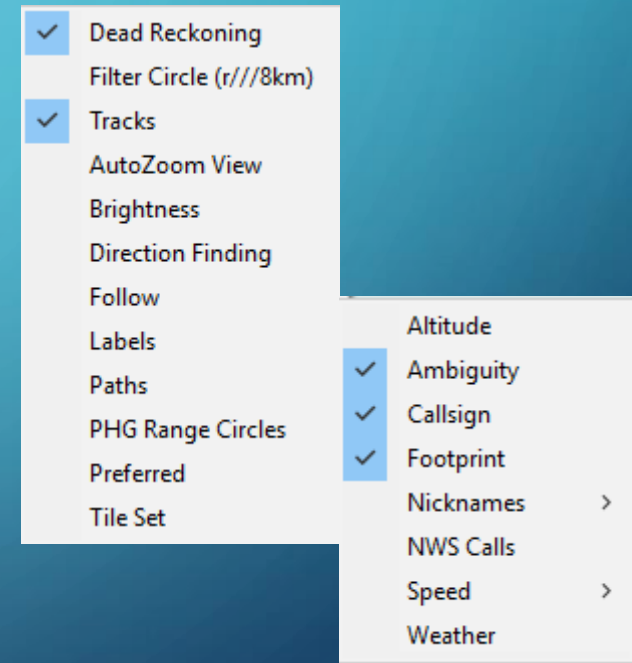 Dead Reckoning
Filter Circle (r///8km)
Tracks
AutoZoom View
Brightness
Direction Finding
Follow
Labels
Paths
PHG Range Circles
Preferred
Tile Set
Altitude
Ambiguity
Callsign
Footprint
Nicknames
NWS Calls
Speed
Weather